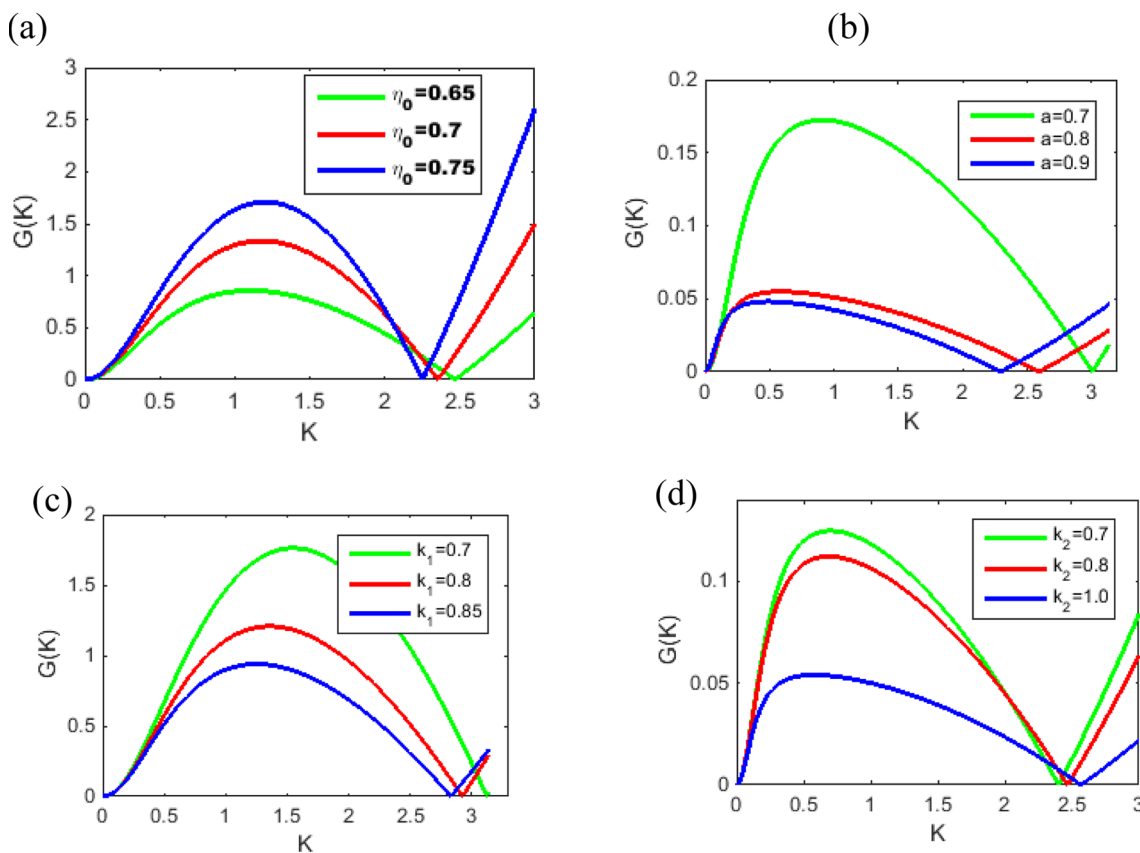 (a)
3
2.5
2
1.5
1
0.5
0
G(K)
η0=0.65
η0=0.7
η0=0.75
0 0.5 1 1.5 2 2.5 3
K
(b)
0.2
0.15
0.1
0.05
0
G(K)
a=0.7
a=0.8
a=0.9
0 0.5 1 1.5 2 2.5 3
K
(c)
2
1.5
1
0.5
0
G(K)
k1=0.7
k1=0.8
k1=0.85
0 0.5 1 1.5 2 2.5 3
K
(d)
0.1
0.05
0
G(K)
k2=0.7
k2=0.8
k2=1.0
0 0.5 1 1.5 2 2.5 3
K